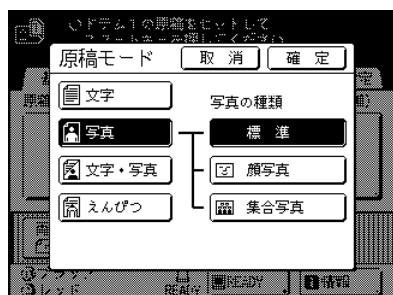 原稿モード 取消 確定
文字
写真の種類
写真
標準
文字・写真
顔写真
えんぴつ
集合写真
READY
READY
情報